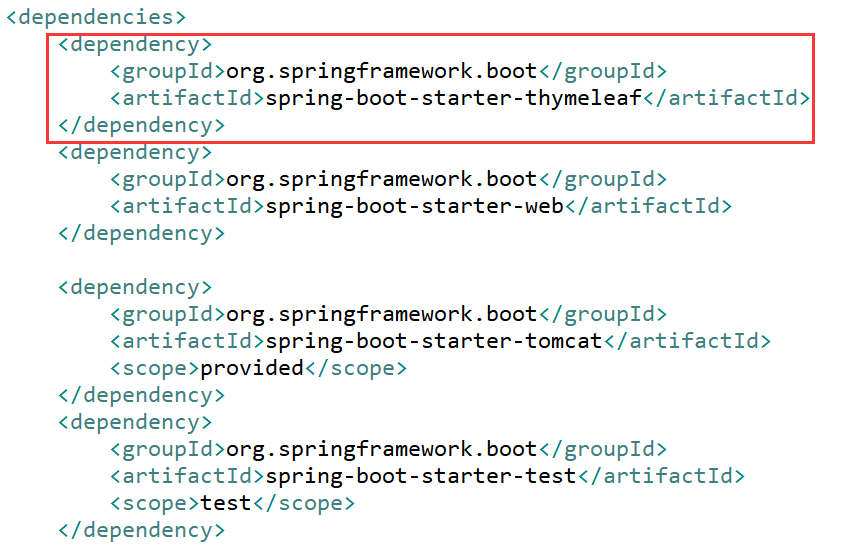 <dependencies>
<dependency>
<groupId>org.springframework.boot</groupId>
<artifactId>spring-boot-starter-thymeleaf</artifactId>
</dependency>
<dependency>
<groupId>org.springframework.boot</groupId>
<artifactId>spring-boot-starter-web</artifactId>
</dependency>
<dependency>
<groupId>org.springframework.boot</groupId>
<artifactId>spring-boot-starter-tomcat</artifactId>
<scope>provided</scope>
</dependency>
<dependency>
<groupId>org.springframework.boot</groupId>
<artifactId>spring-boot-starter-test</artifactId>
<scope>test</scope>
</dependency>